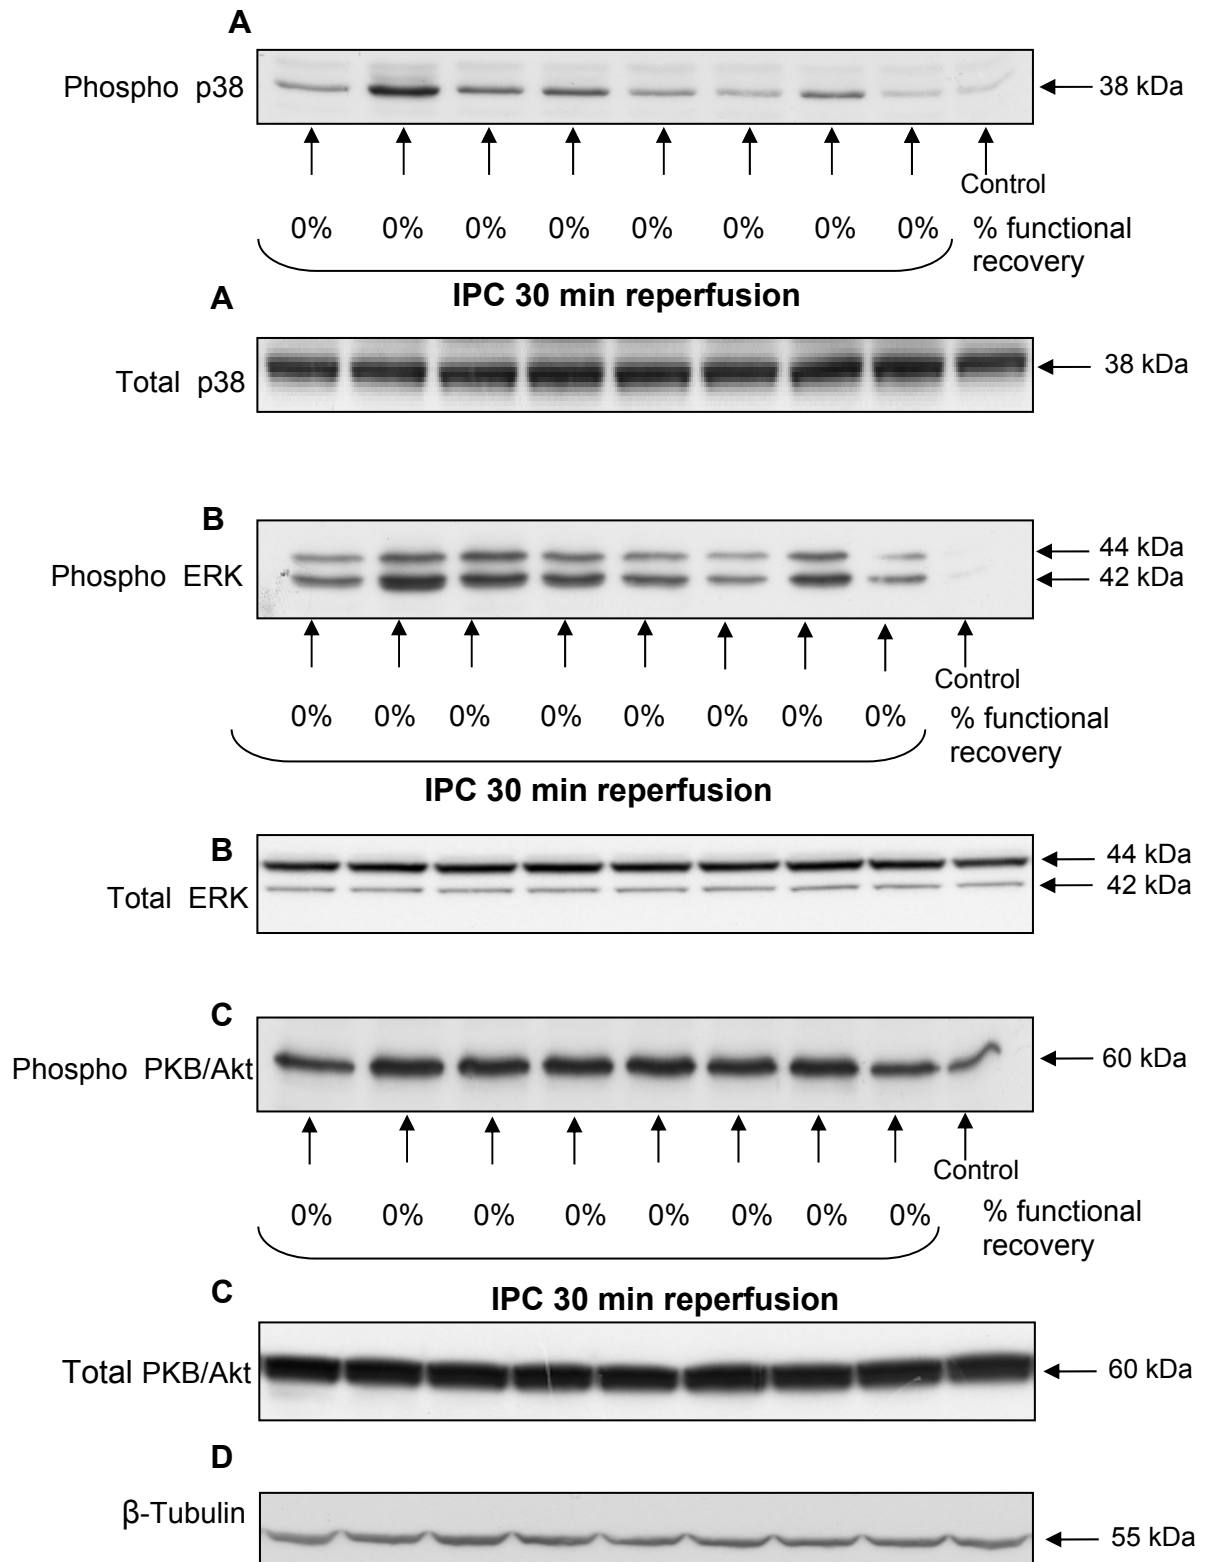 A
Phospho p38
38 kDa
Control
0% 0% 0% 0% 0% 0% 0% 0% % functional
recovery
IPC 30 min reperfusion
A
Total p38
38 kDa
B
Phospho ERK
44 kDa
42 kDa
Control
0% 0% 0% 0% 0% 0% 0% 0% % functional
recovery
IPC 30 min reperfusion
B
Total ERK
44 kDa
42 kDa
C
Phospho PKB/Akt
60 kDa
Control
0% 0% 0% 0% 0% 0% 0% 0% % functional
recovery
IPC 30 min reperfusion
C
Total PKB/Akt
60 kDa
D
β-Tubulin
55 kDa